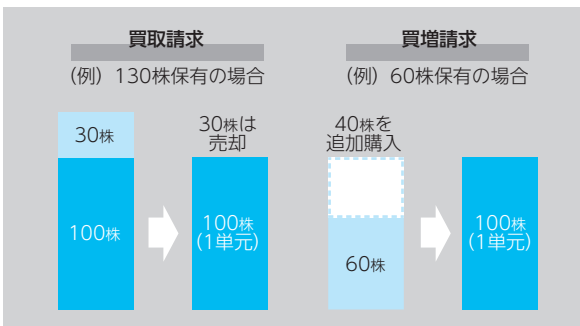 買取請求
(例) 130株保有の場合
30株
100株
30株は
売却
100株
(1単元)
買増請求
(例) 60株保有の場合
40株を
追加購入
60株
100株
(1単元)